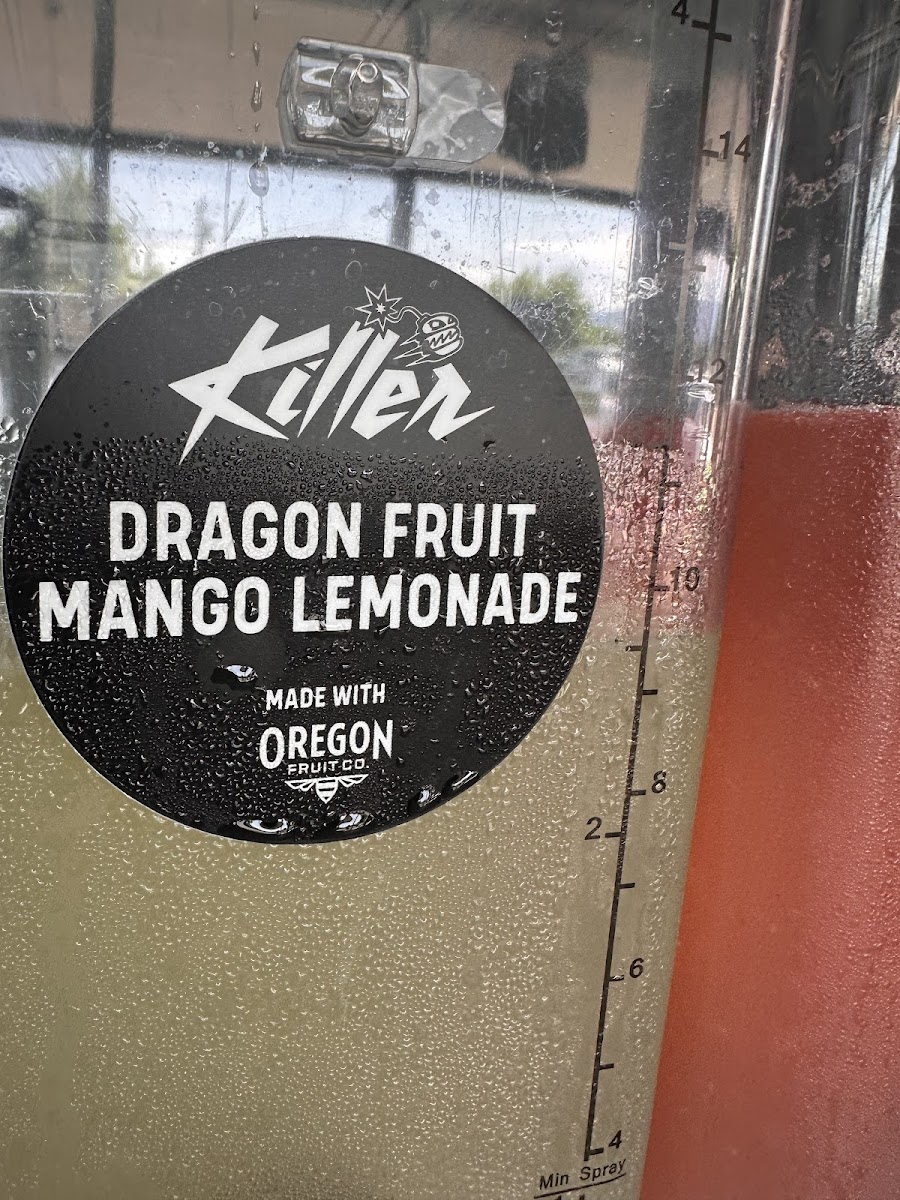 Killer
DRAGON FRUIT
MANGO LEMONADE
MADE WITH
OREGON
FRUIT CO.
4
14
12
10
8
2
6
4
Min Spray